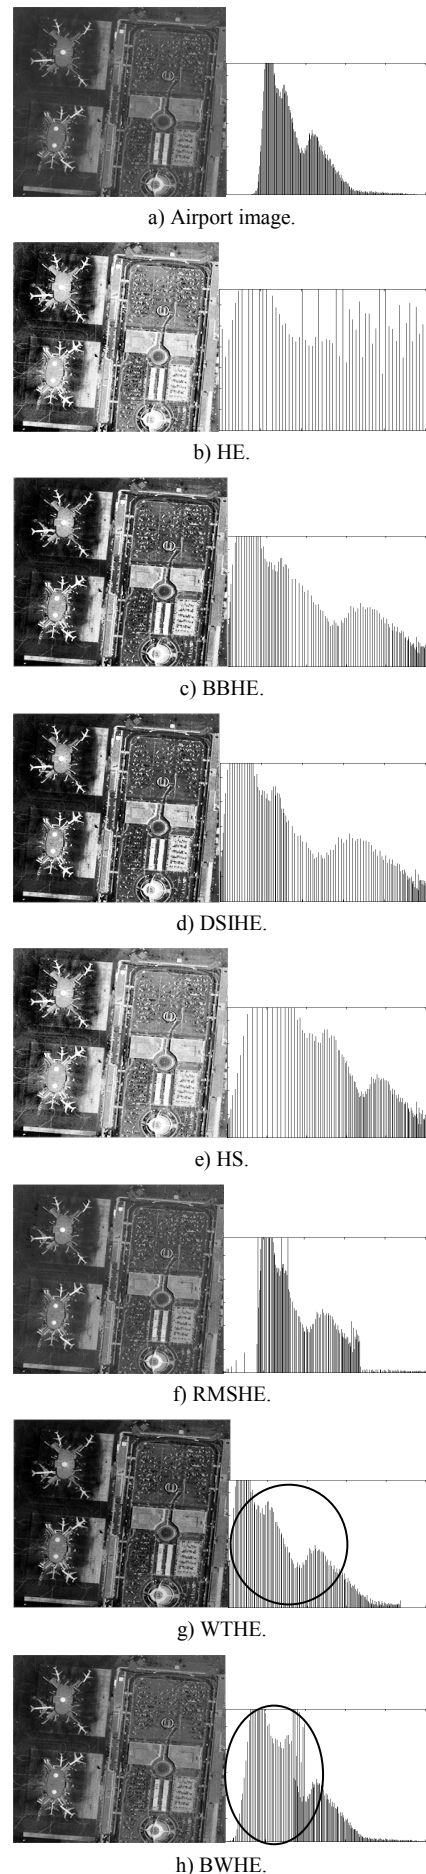 a) Airport image.
b) HE.
c) BBHE.
d) DSIHE.
e) HS.
f) RMSHE.
g) WTHE.
h) BWHE.